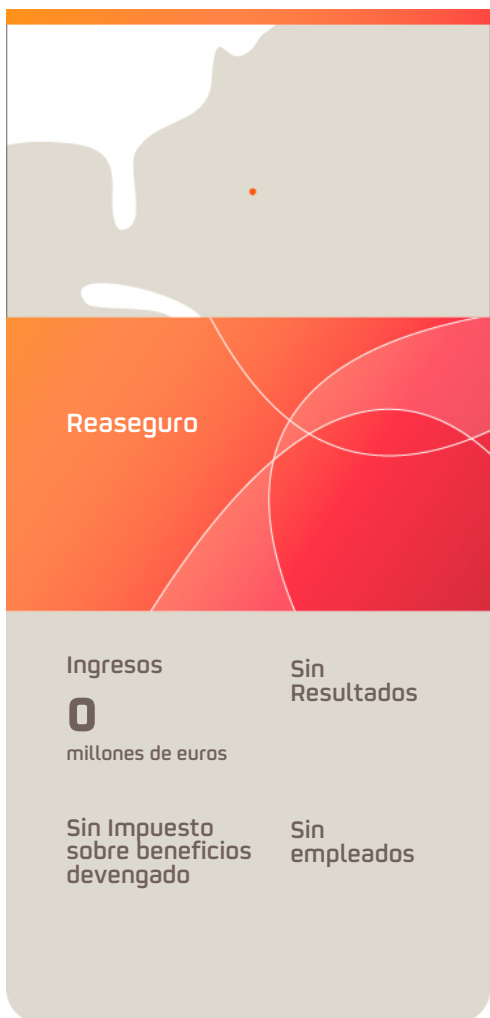 Reaseguro
Ingresos
0
millones de euros
Sin
Resultados
Sin Impuesto
sobre beneficios
devengado
Sin
empleados